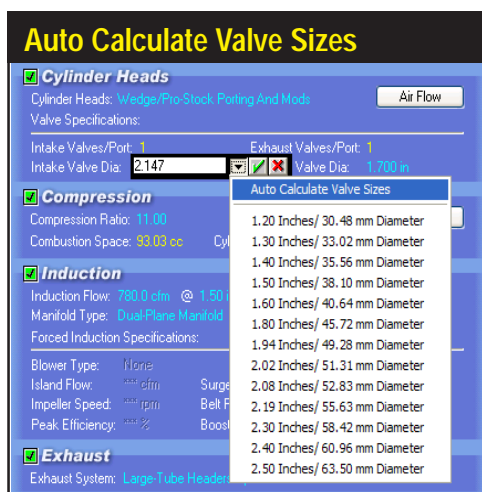 Auto Calculate Valve Sizes
Cylinder Heads
Cylinder Heads: Wedge/Pro-Stock Porting And Mods
Air Flow
Valve Specifications:
Intake Valves/Port: 1 Exhaust Valves/Port: 1
Intake Valve Dia: 2.147 Valve Dia: 1.700 in
Auto Calculate Valve Sizes
1.20 Inches/ 30.48 mm Diameter
1.30 Inches/ 33.02 mm Diameter
1.40 Inches/ 35.56 mm Diameter
1.50 Inches/ 38.10 mm Diameter
1.60 Inches/ 40.64 mm Diameter
1.80 Inches/ 45.72 mm Diameter
1.94 Inches/ 49.28 mm Diameter
2.02 Inches/ 51.31 mm Diameter
2.08 Inches/ 52.83 mm Diameter
2.19 Inches/ 55.63 mm Diameter
2.30 Inches/ 58.42 mm Diameter
2.40 Inches/ 60.96 mm Diameter
2.50 Inches/ 63.50 mm Diameter
Compression
Compression Ratio: 11.00
Combustion Space: 93.03 cc Cyl
Induction
Induction Flow: 780.0 cfm @ 1.50 i
Manifold Type: Dual-Plane Manifold
Forced Induction Specifications:
Blower Type: None
Island Flow: *** cfm Surge
Impeller Speed: *** rpm Belt
Peak Efficiency: *** % Boos
Exhaust
Exhaust System: Large-Tube Headers